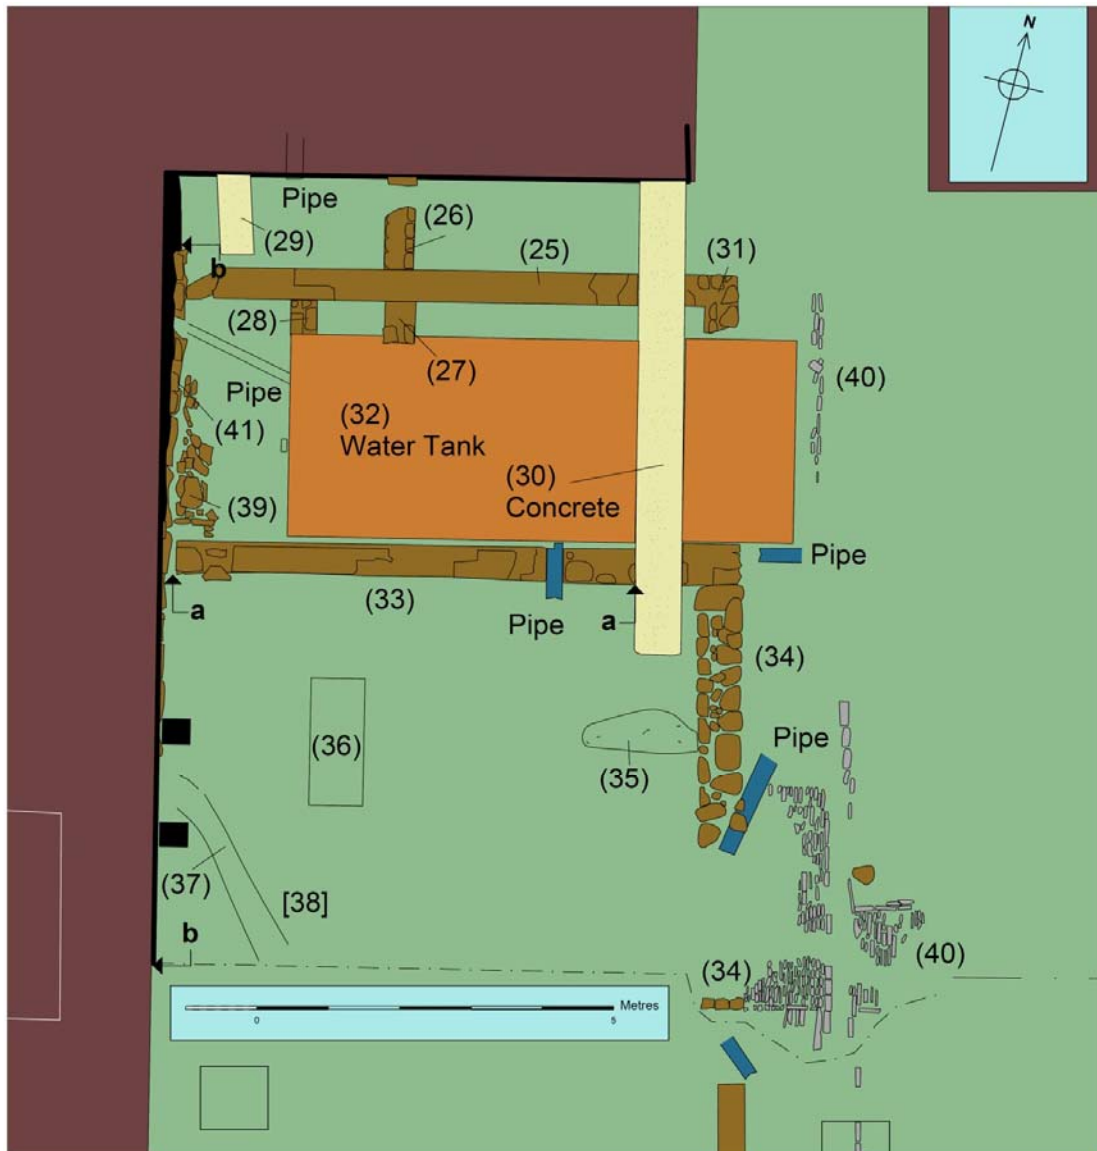 N
Pipe
(26)
(29)
(25)
(31)
b
(28)
(27)
(40)
Pipe
(41)
(32)
Water Tank
(30)
Concrete
(39)
Pipe
(33)
a
Pipe
a
(34)
Pipe
(36)
(35)
(37)
[38]
b
(40)
(34)
Metres
0
5